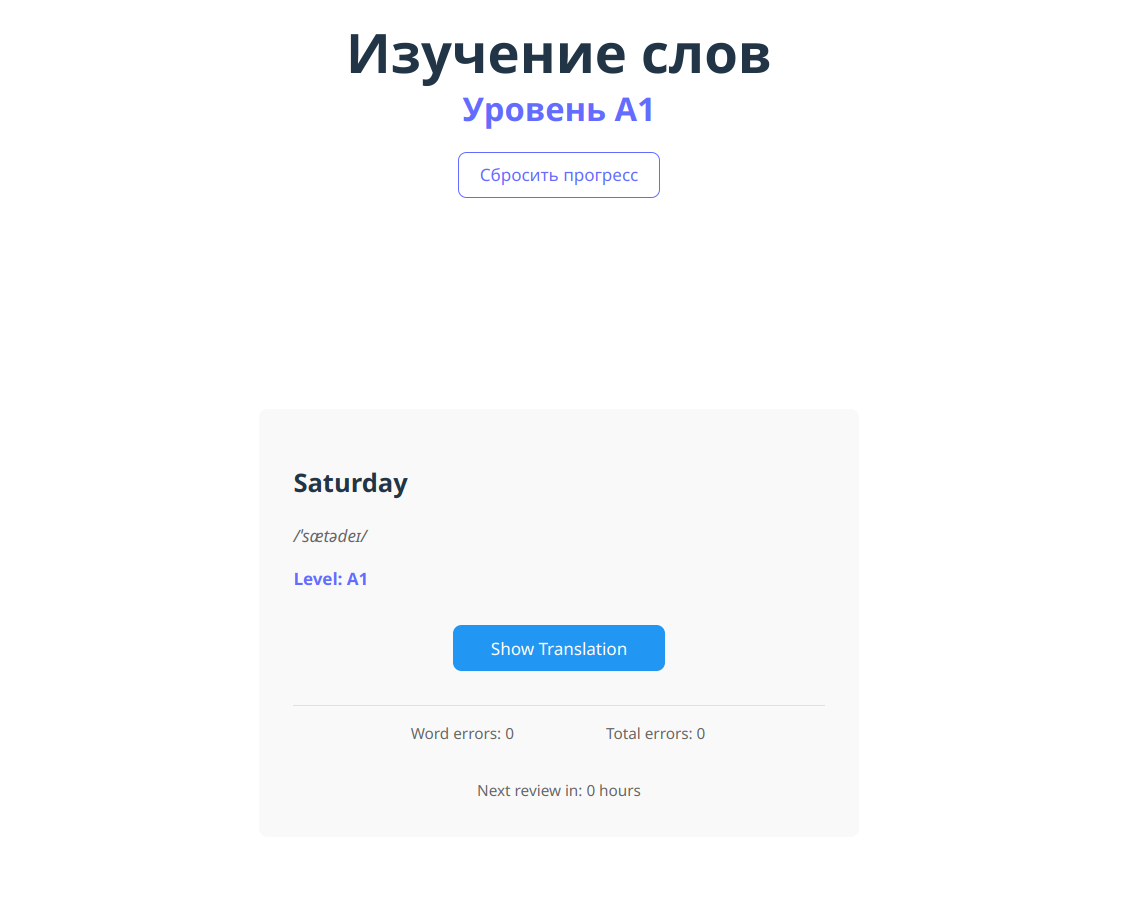 Изучение слов
Уровень A1
Сбросить прогресс
Saturday
/ˈsætədeɪ/
Level: A1
Show Translation
Word errors: 0 Total errors: 0
Next review in: 0 hours